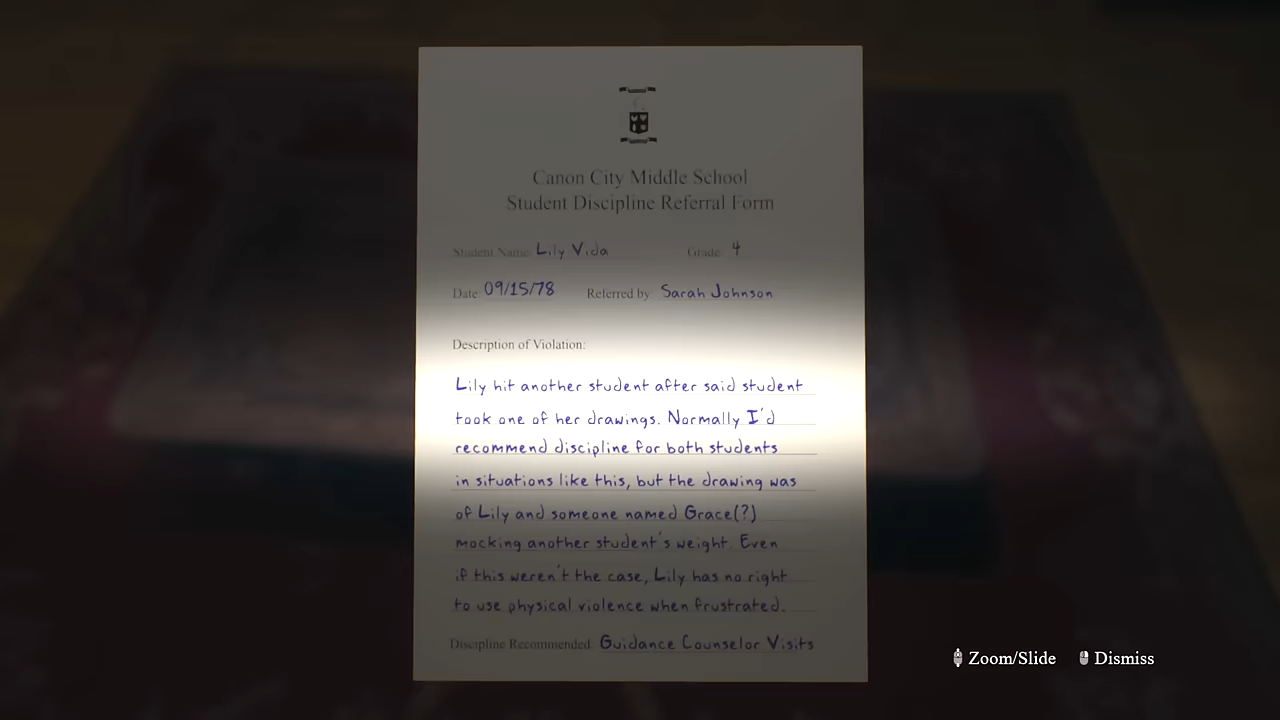 Canon City Middle School
Student Discipline Referral Form
Student Name: Lily Vida Grade: 4
Date: 09/15/78 Referred by: Sarah Johnson
Description of Violation:
Lily hit another student after said student
took one of her drawings. Normally I'd
recommend discipline for both students
in situations like this, but the drawing was
of Lily and someone named Grace(?)
mocking another student's weight. Even
if this weren't the case, Lily has no right
to use physical violence when frustrated.
Discipline Recommended: Guidance Counselor Visits
Zoom/Slide Dismiss